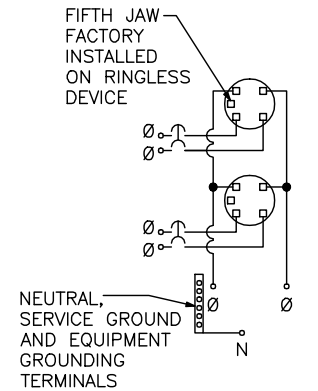 FIFTH JAW
FACTORY
INSTALLED
ON RINGLESS
DEVICE
Ø
Ø
Ø
Ø
Ø Ø
NEUTRAL,
SERVICE GROUND
AND EQUIPMENT
GROUNDING
TERMINALS
N